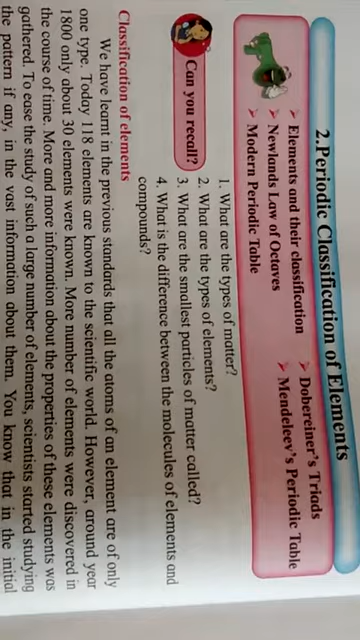 2.Periodic Classification of Elements
➤ Elements and their classification ➤ Dobereiner's Triads
➤ Newlands Law of Octaves ➤ Mendeleev's Periodic Table
➤ Modern Periodic Table
Can you recall?
1. What are the types of matter?
2. What are the types of elements?
3. What are the smallest particles of matter called?
4. What is the difference between the molecules of elements and
compounds?
Classification of elements
We have learnt in the previous standards that all the atoms of an element are of only
one type. Today 118 elements are known to the scientific world. However, around year
1800 only about 30 elements were known. More number of elements were discovered in
the course of time. More and more information about the properties of these elements was
gathered. To ease the study of such a large number of elements, scientists started studying
the pattern if any, in the vast information about them. You know that in the initial